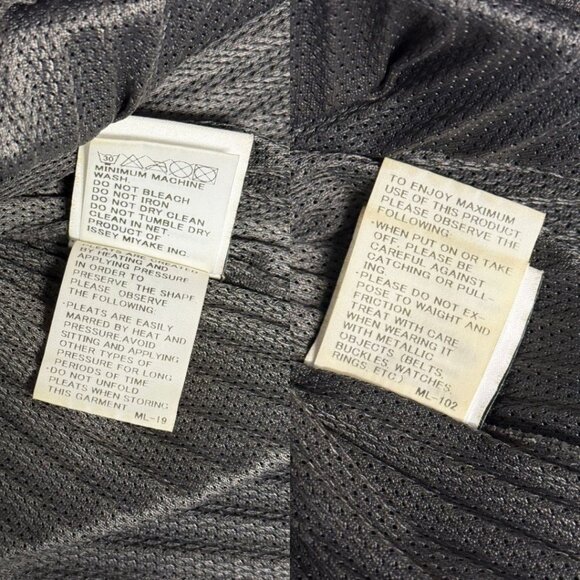 30
MINIMUM MACHINE
WASH.
DO NOT BLEACH
DO NOT IRON
DO NOT DRY CLEAN
DO NOT TUMBLE DRY
CLEAN IN NET.
PRODUCT OF
ISSEY MIYAKE INC.
BY HEATING AND
APPLYING PRESSURE
IN ORDER TO
PRESERVE THE SHAPE
PLEASE OBSERVE
THE FOLLOWING.
·PLEATS ARE EASILY
MARRED BY HEAT AND
PRESSURE.AVOID
SITTING AND APPLYING
OTHER TYPES OF
PRESSURE FOR LONG
PERIODS OF TIME
·DO NOT UNFOLD
PLEATS WHEN STORING
THIS GARMENT
ML-19
TO ENJOY MAXIMUM
USE OF THIS PRODUCT
PLEASE OBSERVE THE
FOLLOWING.
·WHEN PUT ON OR TAKE
OFF, PLEASE BE
CAREFUL AGAINST
CATCHING OR PULL-
ING.
·PLEASE DO NOT EX-
POSE TO WEIGHT AND
FRICTION
·TREAT WITH CARE
WHEN WEARING IT
WITH METALLIC
OBJECTS (BELTS,
BUCKLES, WATCHES,
RINGS, ETC)
ML-102